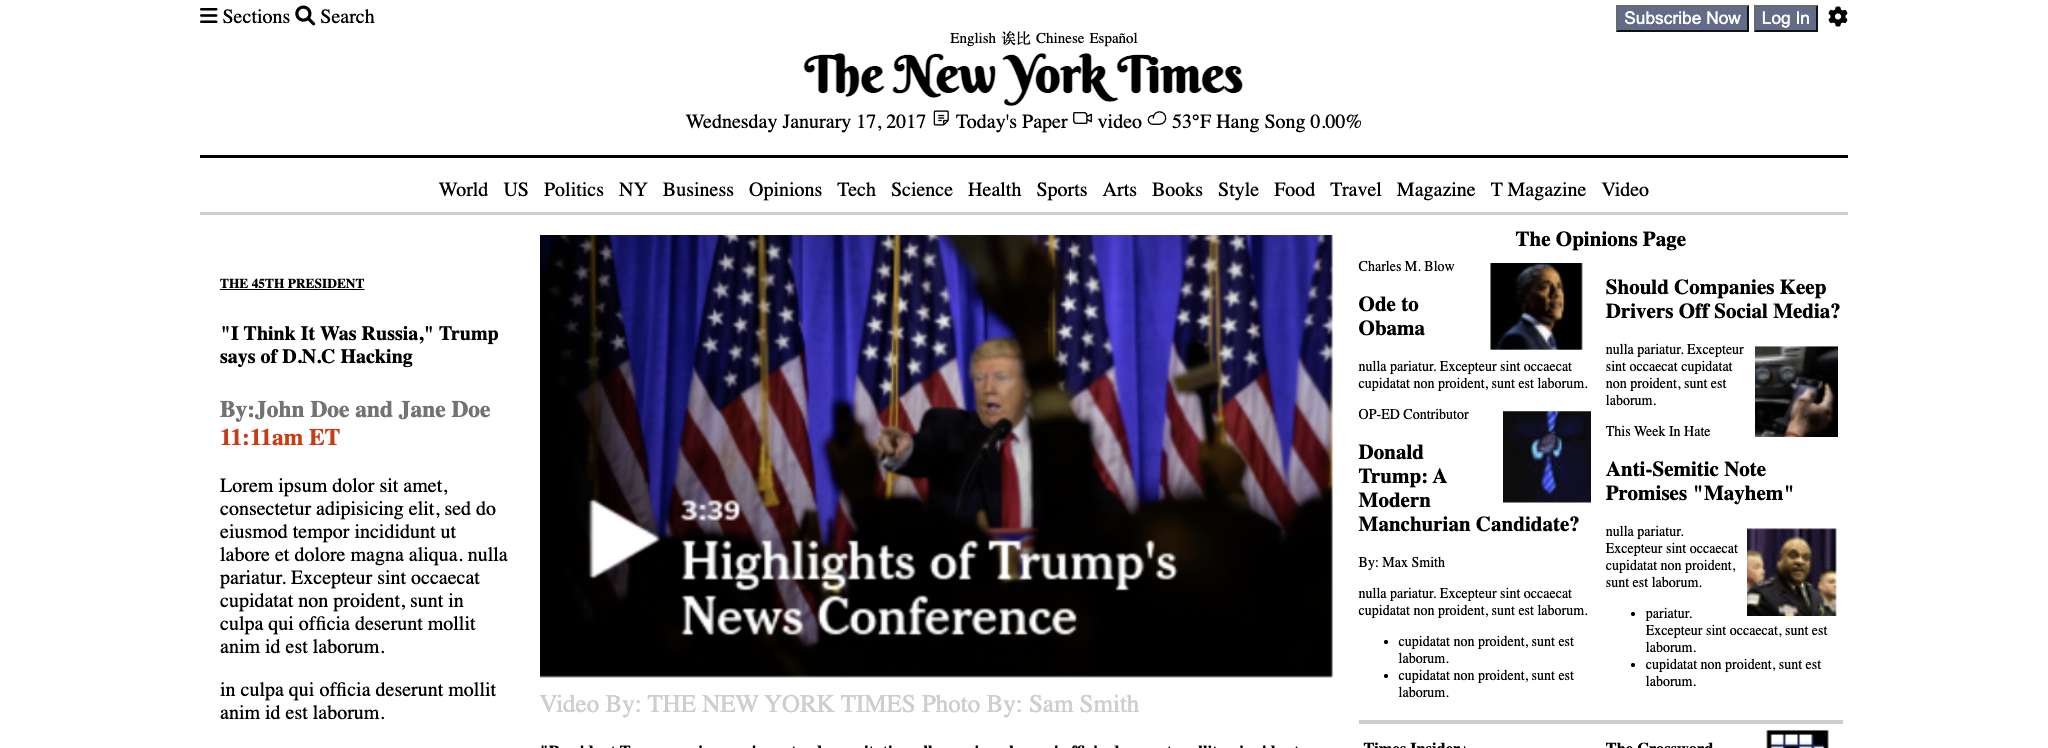 Sections Search
Subscribe Now Log In
English 诶比 Chinese Español
The New York Times
Wednesday Janurary 17, 2017 Today's Paper video 53°F Hang Song 0.00%
World US Politics NY Business Opinions Tech Science Health Sports Arts Books Style Food Travel Magazine T Magazine Video
THE 45TH PRESIDENT
"I Think It Was Russia," Trump
says of D.N.C Hacking
By:John Doe and Jane Doe
11:11am ET
Lorem ipsum dolor sit amet,
consectetur adipisicing elit, sed do
eiusmod tempor incididunt ut
labore et dolore magna aliqua. nulla
pariatur. Excepteur sint occaecat
cupidatat non proident, sunt in
culpa qui officia deserunt mollit
anim id est laborum.
in culpa qui officia deserunt mollit
anim id est laborum.
3:39
Highlights of Trump's
News Conference
Video By: THE NEW YORK TIMES Photo By: Sam Smith
The Opinions Page
Charles M. Blow
Ode to
Obama
nulla pariatur. Excepteur sint occaecat
cupidatat non proident, sunt est laborum.
OP-ED Contributor
Donald
Trump: A
Modern
Manchurian Candidate?
By: Max Smith
nulla pariatur. Excepteur sint occaecat
cupidatat non proident, sunt est laborum.
cupidatat non proident, sunt est
laborum.
cupidatat non proident, sunt est
laborum.
Should Companies Keep
Drivers Off Social Media?
nulla pariatur. Excepteur
sint occaecat cupidatat
non proident, sunt est
laborum.
This Week In Hate
Anti-Semitic Note
Promises "Mayhem"
nulla pariatur.
Excepteur sint occaecat
cupidatat non proident,
sunt est laborum.
pariatur.
Excepteur sint occaecat, sunt est
laborum.
cupidatat non proident, sunt est
laborum.
Times Insider
The Crossword